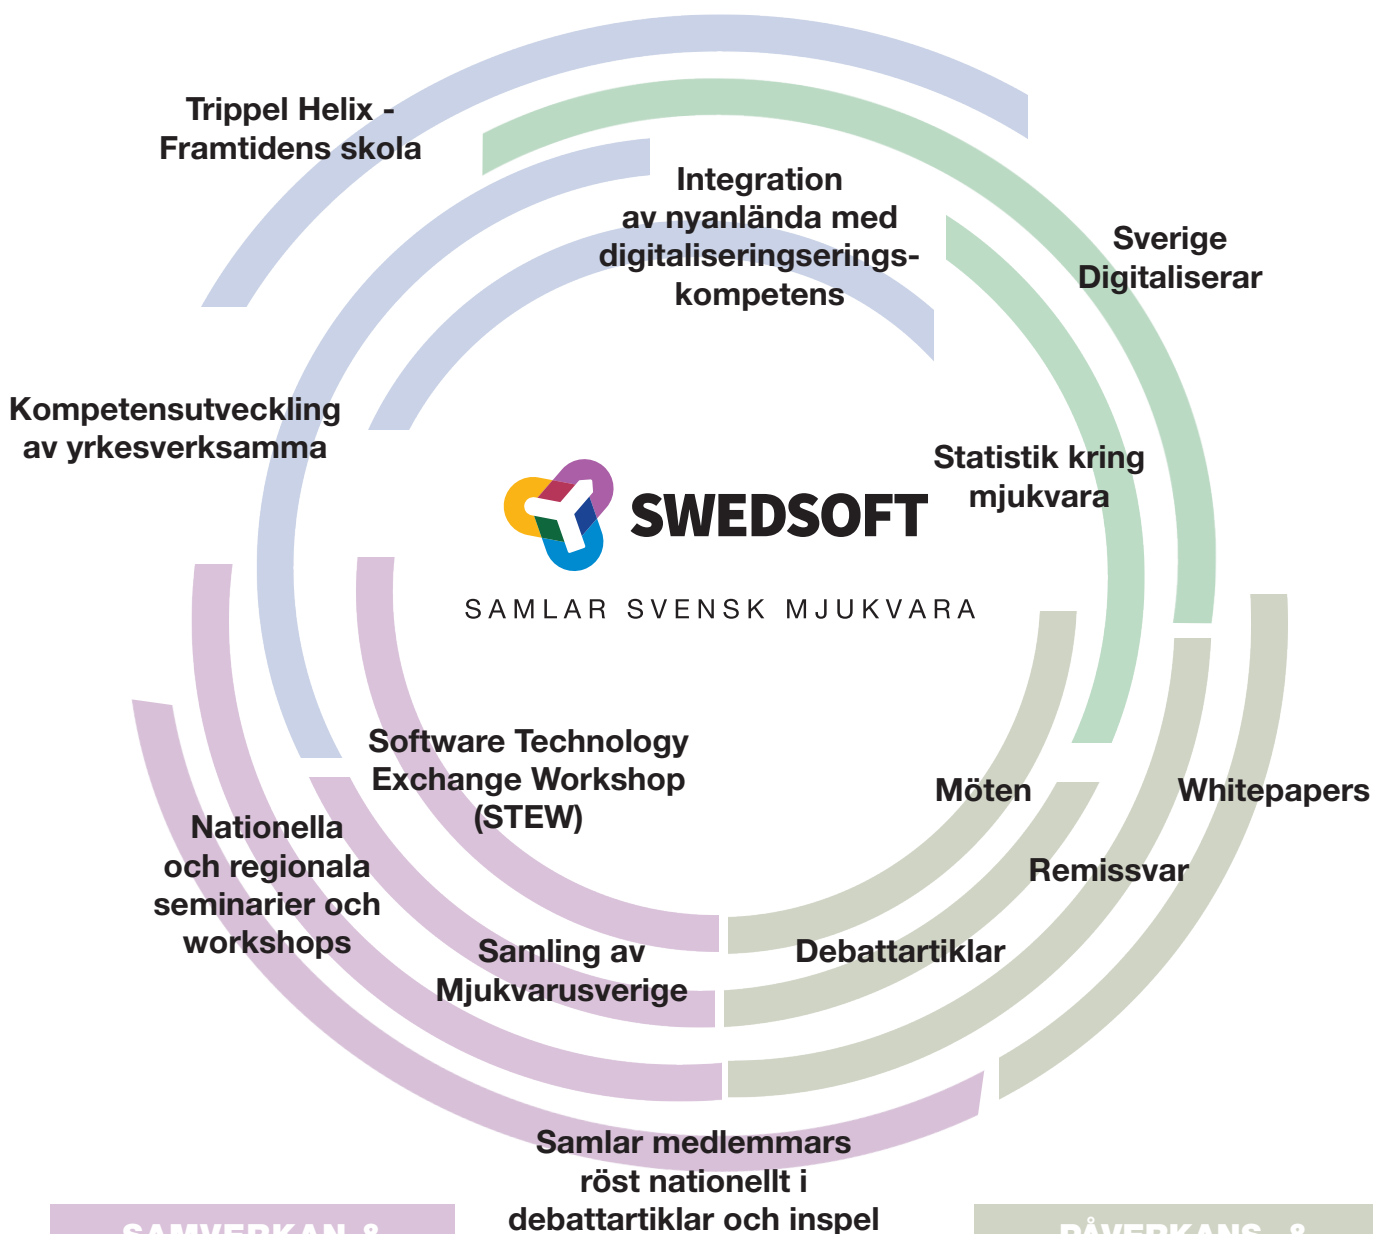 Trippel Helix -
Framtidens skola
Integration
av nyanlända med
digitaliseringserings-
kompetens
Sverige
Digitaliserar
Kompetensutveckling
av yrkesverksamma
Statistik kring
mjukvara
SWEDSOFT
SAMLAR SVENSK MJUKVARA
Software Technology
Exchange Workshop
(STEW)
Möten
Whitepapers
Nationella
och regionala
seminarier och
workshops
Remissvar
Samling av
Mjukvarusverige
Debattartiklar
Samlar medlemmars
röst nationellt i
debattartiklar och inspel
SAMVERKAN &
PÅVERKANS- &